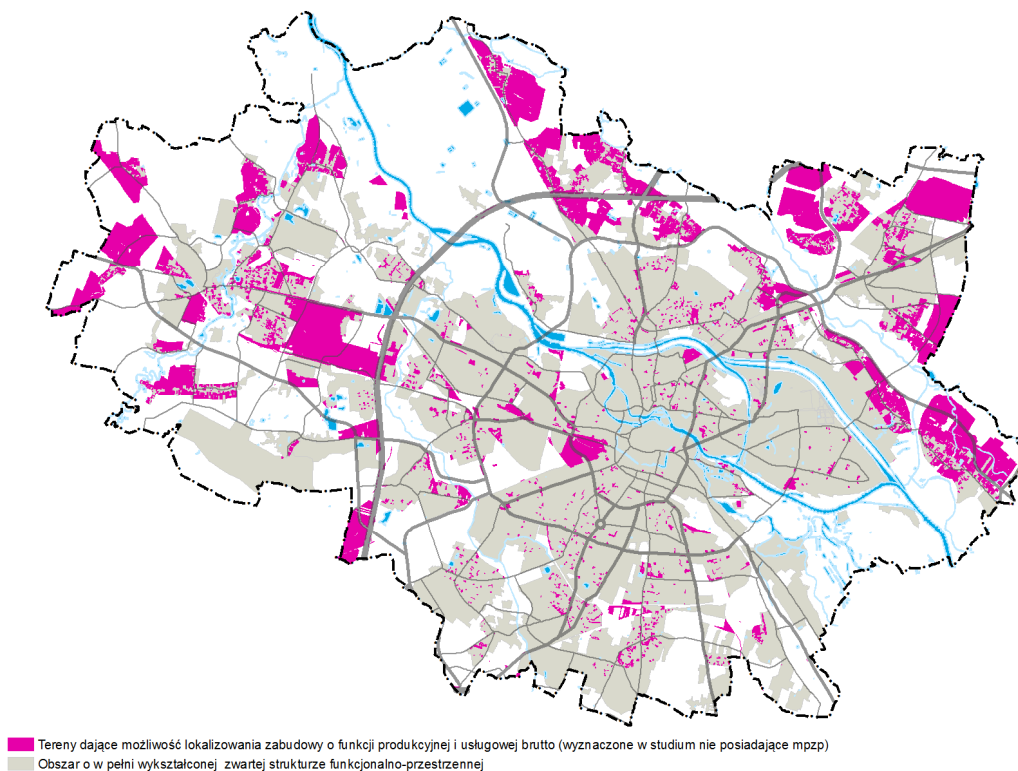 Tereny dające możliwość lokalizowania zabudowy o funkcji produkcyjnej i usługowej brutto (wyznaczone w studium nie posiadające mpzp)
Obszar o w pełni wykształconej zwartej strukturze funkcjonalno-przestrzennej